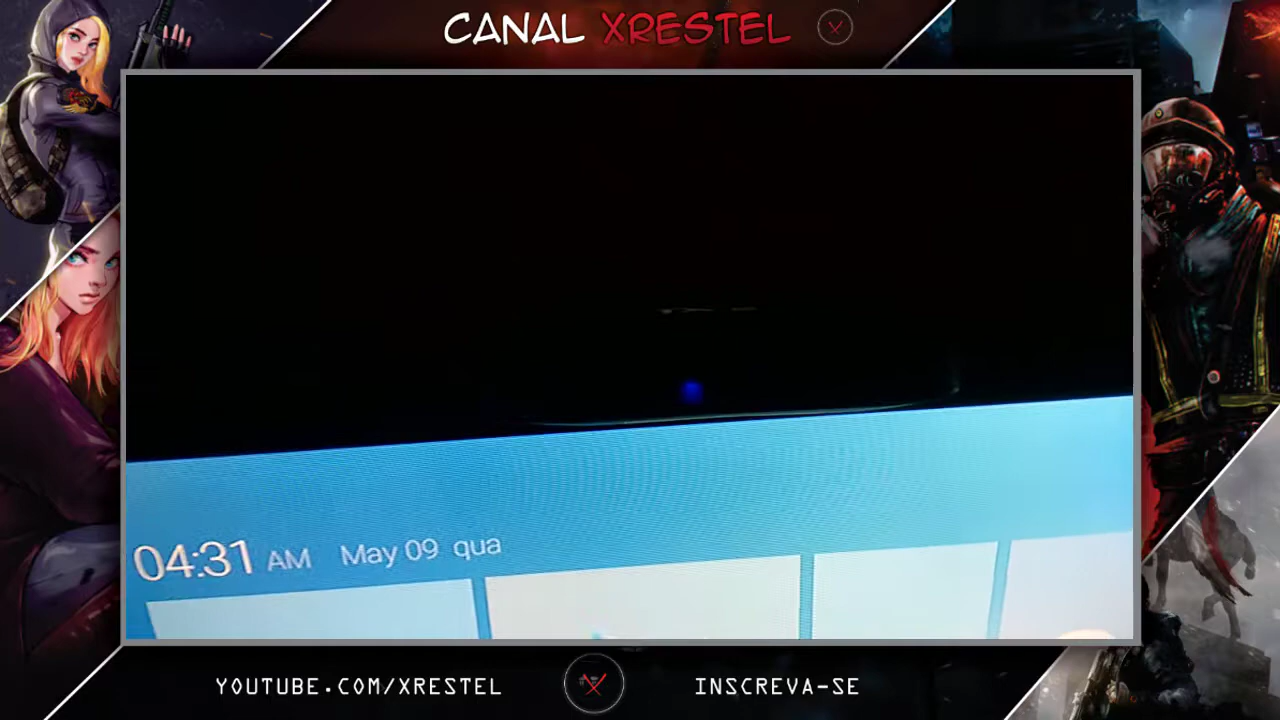 CANAL XRESTEL
04:31 AM May 09 qua
YOUTUBE.COM/XRESTEL
INSCREVA-SE